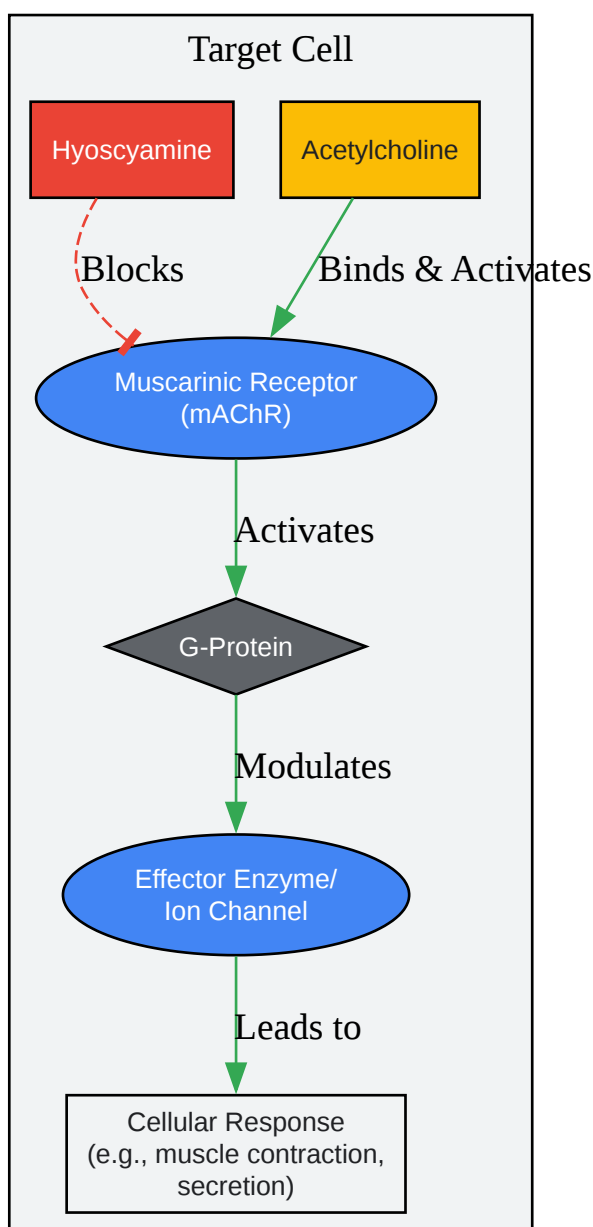 Target Cell
Hyoscyamine
Acetylcholine
Blocks
Binds & Activates
Muscarinic Receptor
(mAChR)
Activates
G-Protein
Modulates
Effector Enzyme/
Ion Channel
Leads to
Cellular Response
(e.g., muscle contraction,
secretion)